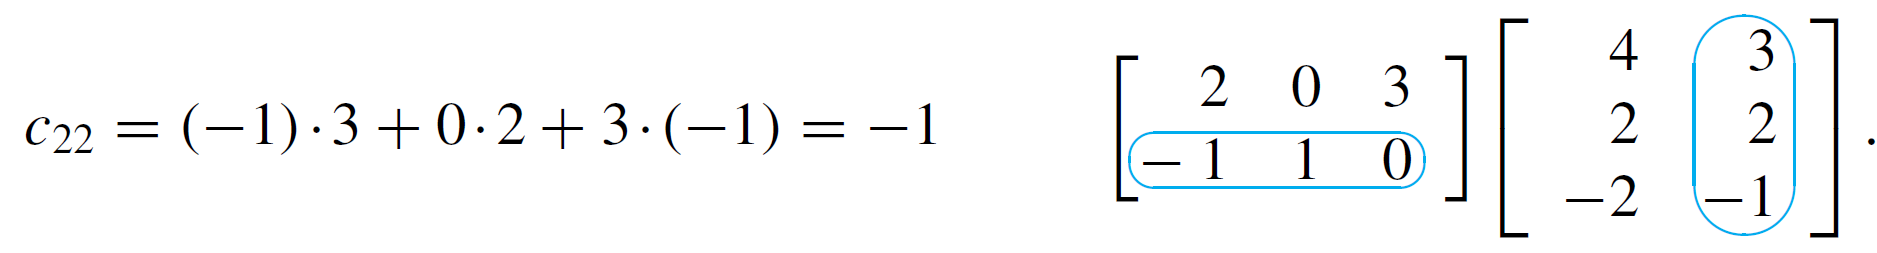 c₂₂ = (−1)·3 + 0·2 + 3·(−1) = −1
[ 2 0 3 ] [ 4 3 ]
[ −1 1 0 ] [ 2 2 ] .
[ −2 −1 ]